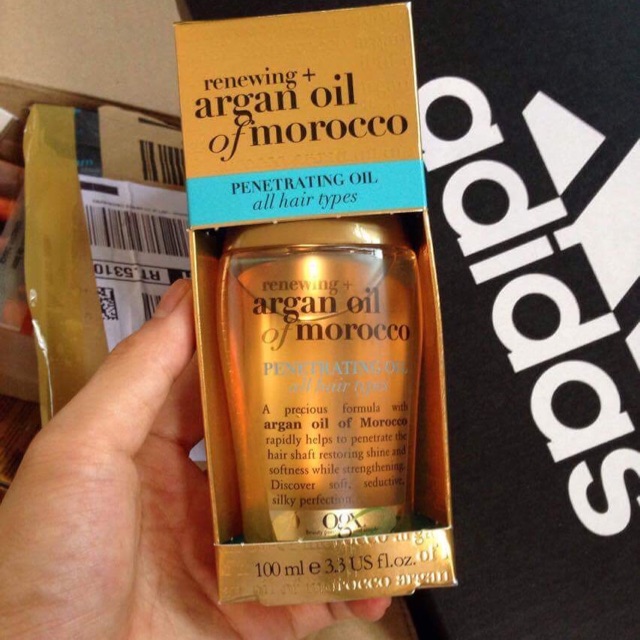 renewing +
argan oil
of morocco
PENETRATING OIL
all hair types
renewing +
argan oil
of morocco
PENETRATING OIL
all hair types
A precious formula with
argan oil of Morocco
rapidly helps to penetrate the
hair shaft restoring shine and
softness while strengthening.
Discover soft, seductive,
silky perfection.
ogx
100 ml e 3.3 US fl.oz.
adidas